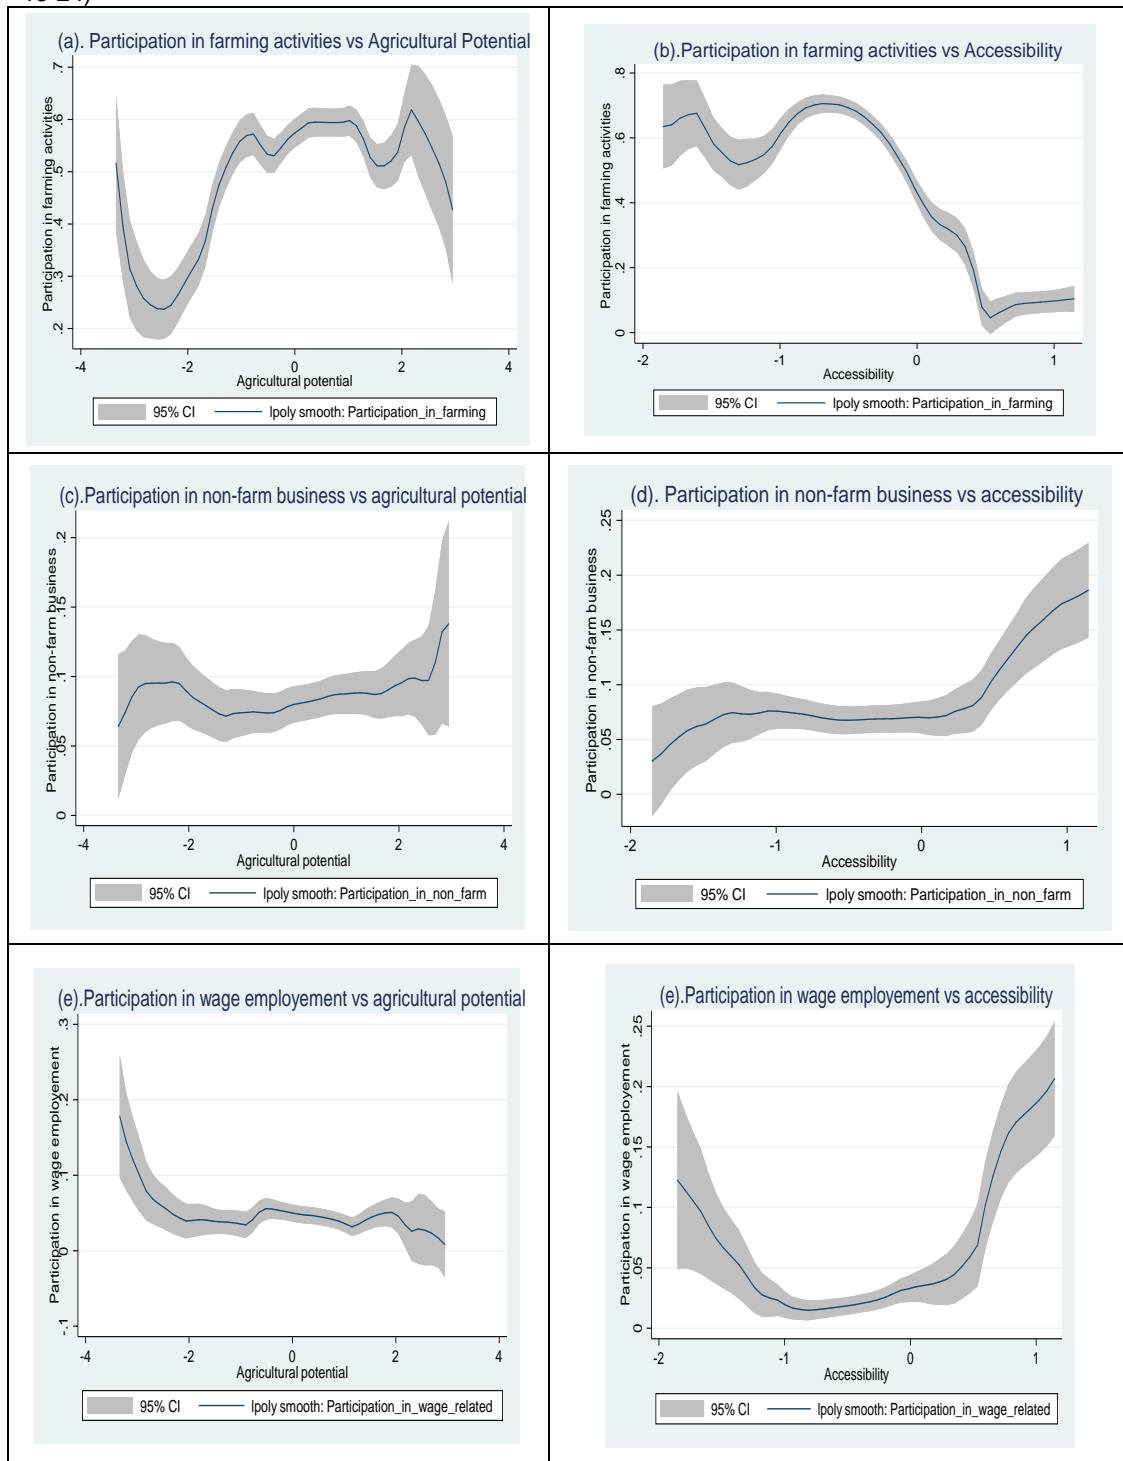 (a). Participation in farming activities vs Agricultural Potential
Participation in farming activities
.7
.6
.5
.4
.3
.2
-4
-2
0
2
4
Agricultural potential
95% CI
lpoly smooth: Participation_in_farming
(b).Participation in farming activities vs Accessibility
Participation in farming activities
.8
.6
.4
.2
0
-2
-1
0
1
Accessibility
95% CI
lpoly smooth: Participation_in_farming
(c).Participation in non-farm business vs agricultural potential
Participation in non-farm business
.2
.15
.1
.05
0
-4
-2
0
2
4
Agricultural potential
95% CI
lpoly smooth: Participation_in_non_farm
(d). Participation in non-farm business vs accessibility
Participation in non-farm business
.25
.2
.15
.1
.05
0
-2
-1
0
1
Accessibility
95% CI
lpoly smooth: Participation_in_non_farm
(e).Participation in wage employement vs agricultural potential
Participation in wage employement
.3
.2
.1
0
-.1
-4
-2
0
2
4
Agricultural potential
95% CI
lpoly smooth: Participation_in_wage_related
(e).Participation in wage employement vs accessibility
Participation in wage employment
.25
.2
.15
.1
.05
0
-2
-1
0
1
Accessibility
95% CI
lpoly smooth: Participation_in_wage_related